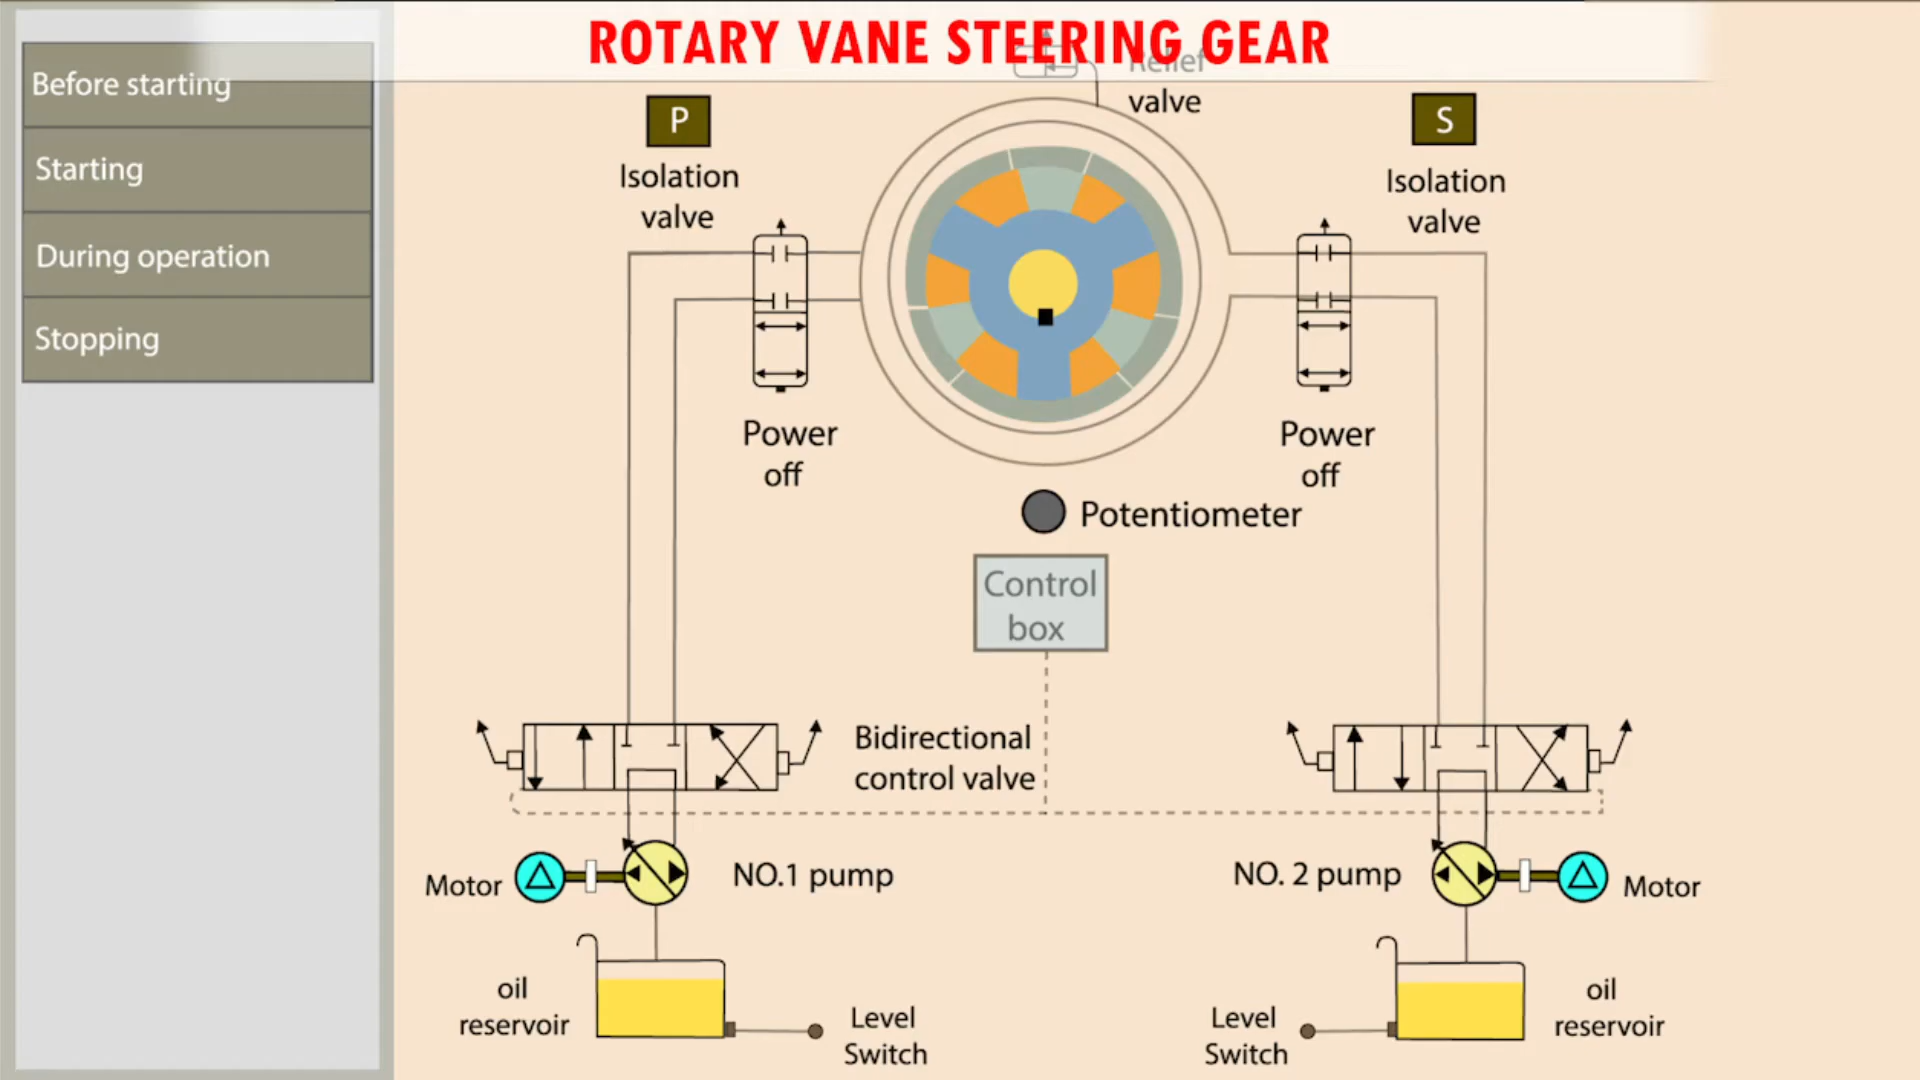 ROTARY VANE STEERING GEAR
Before starting
Starting
During operation
Stopping
P
Isolation
valve
Relief
valve
S
Isolation
valve
Power
off
Power
off
Potentiometer
Control
box
Bidirectional
control valve
Motor
NO.1 pump
NO. 2 pump
Motor
oil
reservoir
Level
Switch
Level
Switch
oil
reservoir